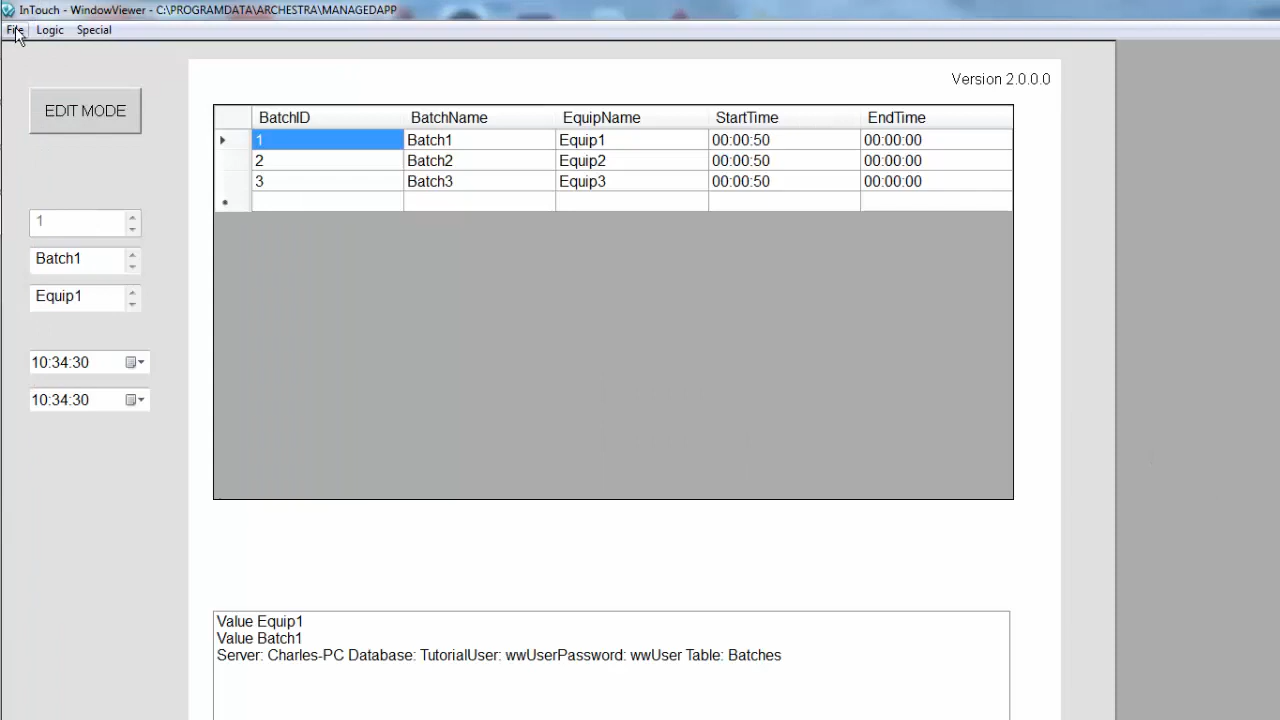 InTouch - WindowViewer - C:\PROGRAMDATA\ARCHESTRA\MANAGEDAPP
File Logic Special
Version 2.0.0.0
EDIT MODE
BatchID BatchName EquipName StartTime EndTime
1 Batch1 Equip1 00:00:50 00:00:00
2 Batch2 Equip2 00:00:50 00:00:00
3 Batch3 Equip3 00:00:50 00:00:00
1
Batch1
Equip1
10:34:30
10:34:30
Value Equip1
Value Batch1
Server: Charles-PC Database: TutorialUser: wwUserPassword: wwUser Table: Batches